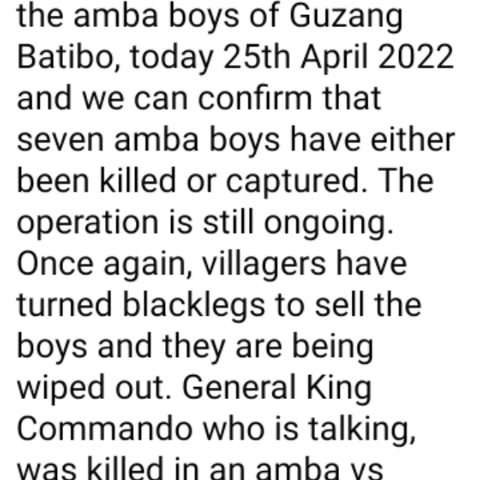 the amba boys of Guzang
Batibo, today 25th April 2022
and we can confirm that
seven amba boys have either
been killed or captured. The
operation is still ongoing.
Once again, villagers have
turned blacklegs to sell the
boys and they are being
wiped out. General King
Commando who is talking,
was killed in an amba vs